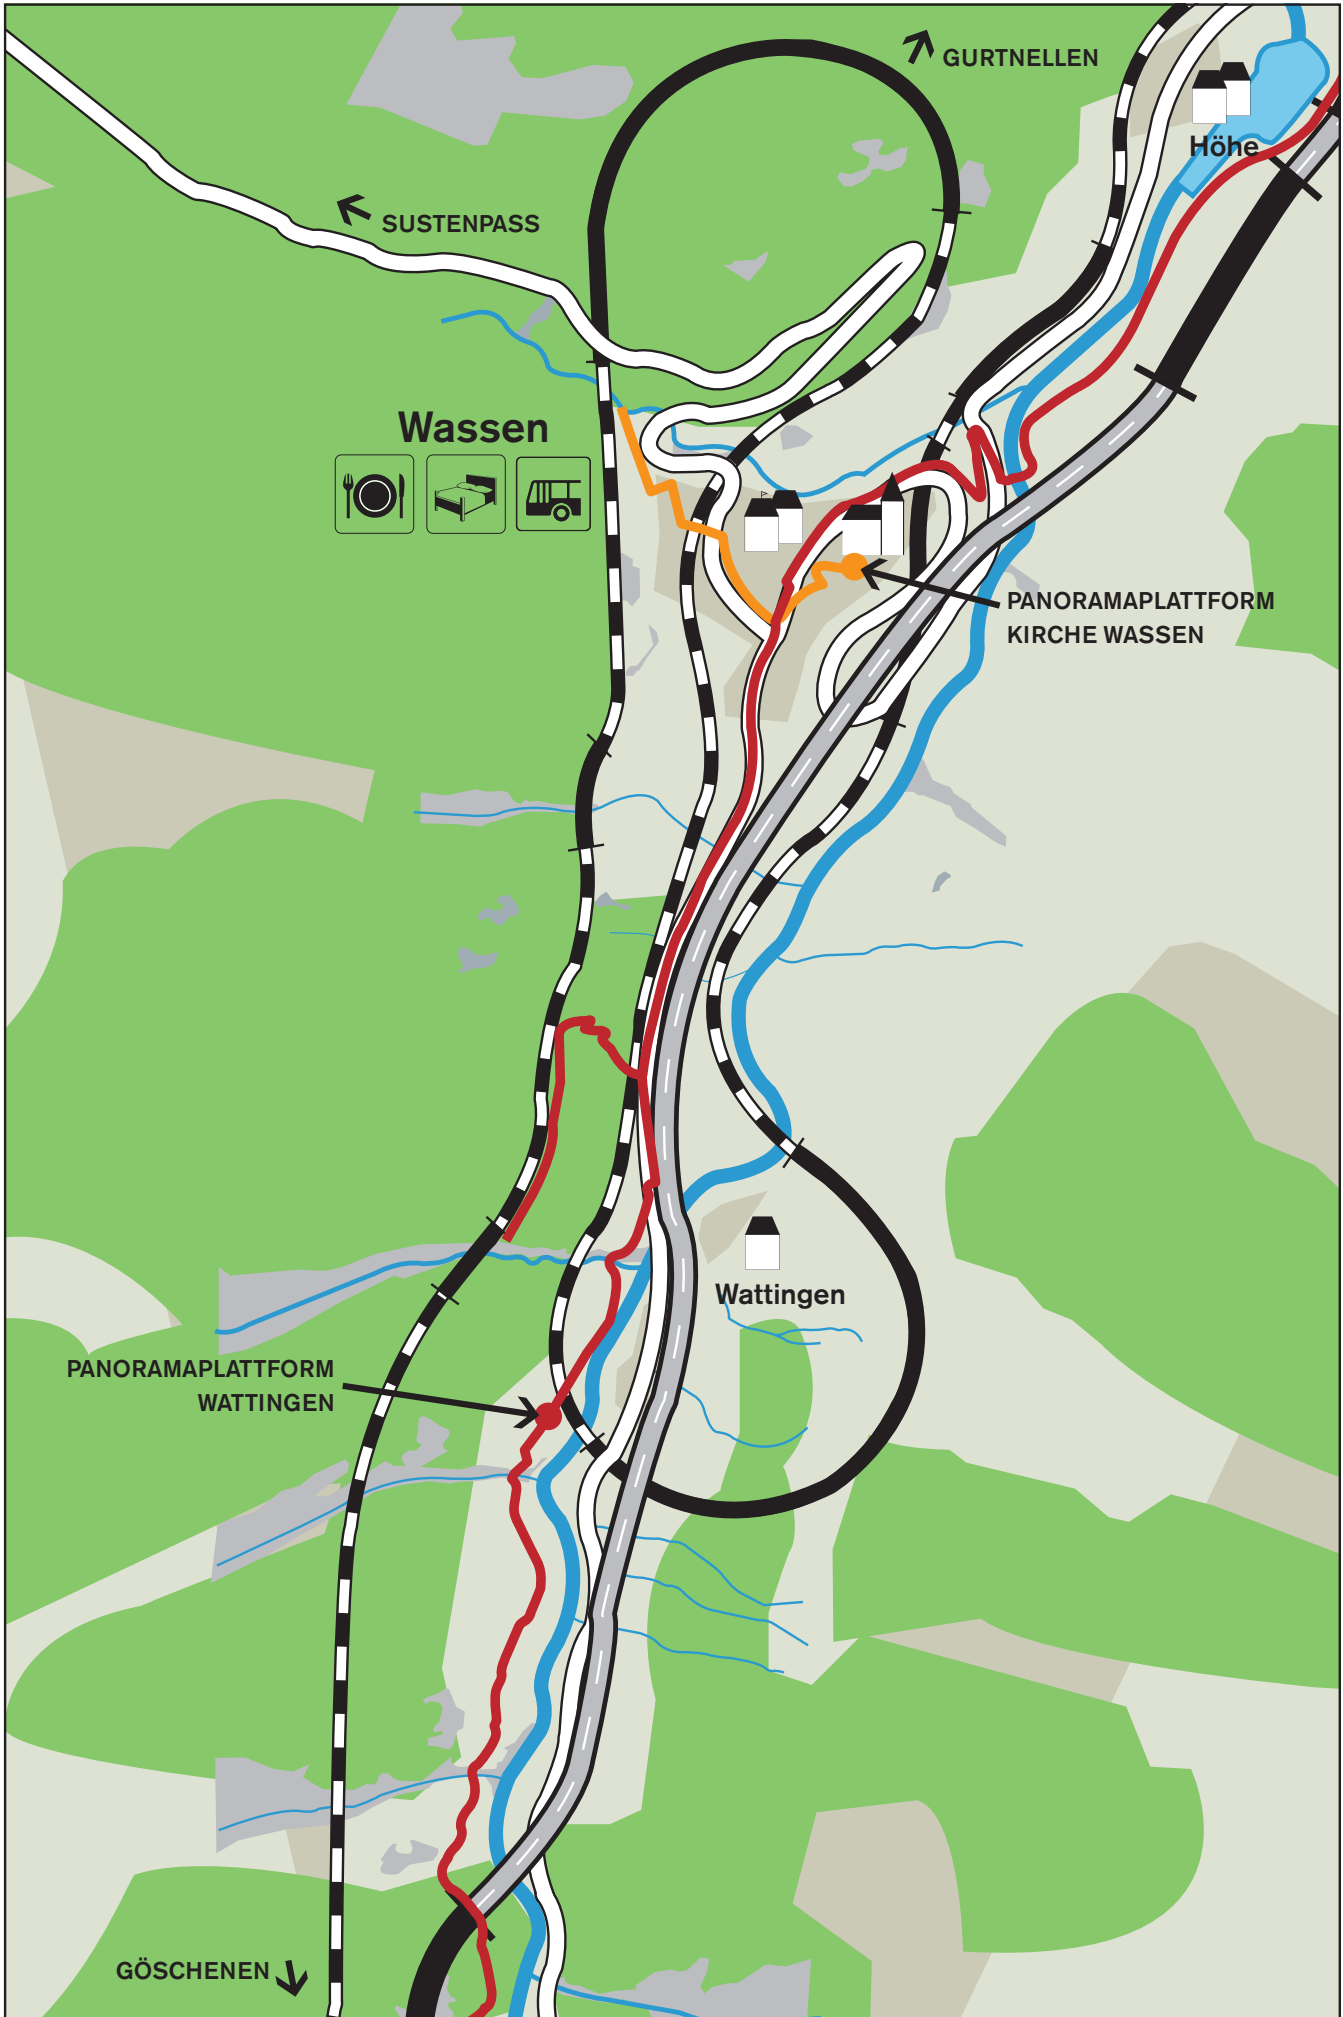 GURTNELLEN
Höhe
SUSTENPASS
Wassen
PANORAMAPLATTFORM
KIRCHE WASSEN
Wattingen
PANORAMAPLATTFORM
WATTINGEN
GÖSCHENEN